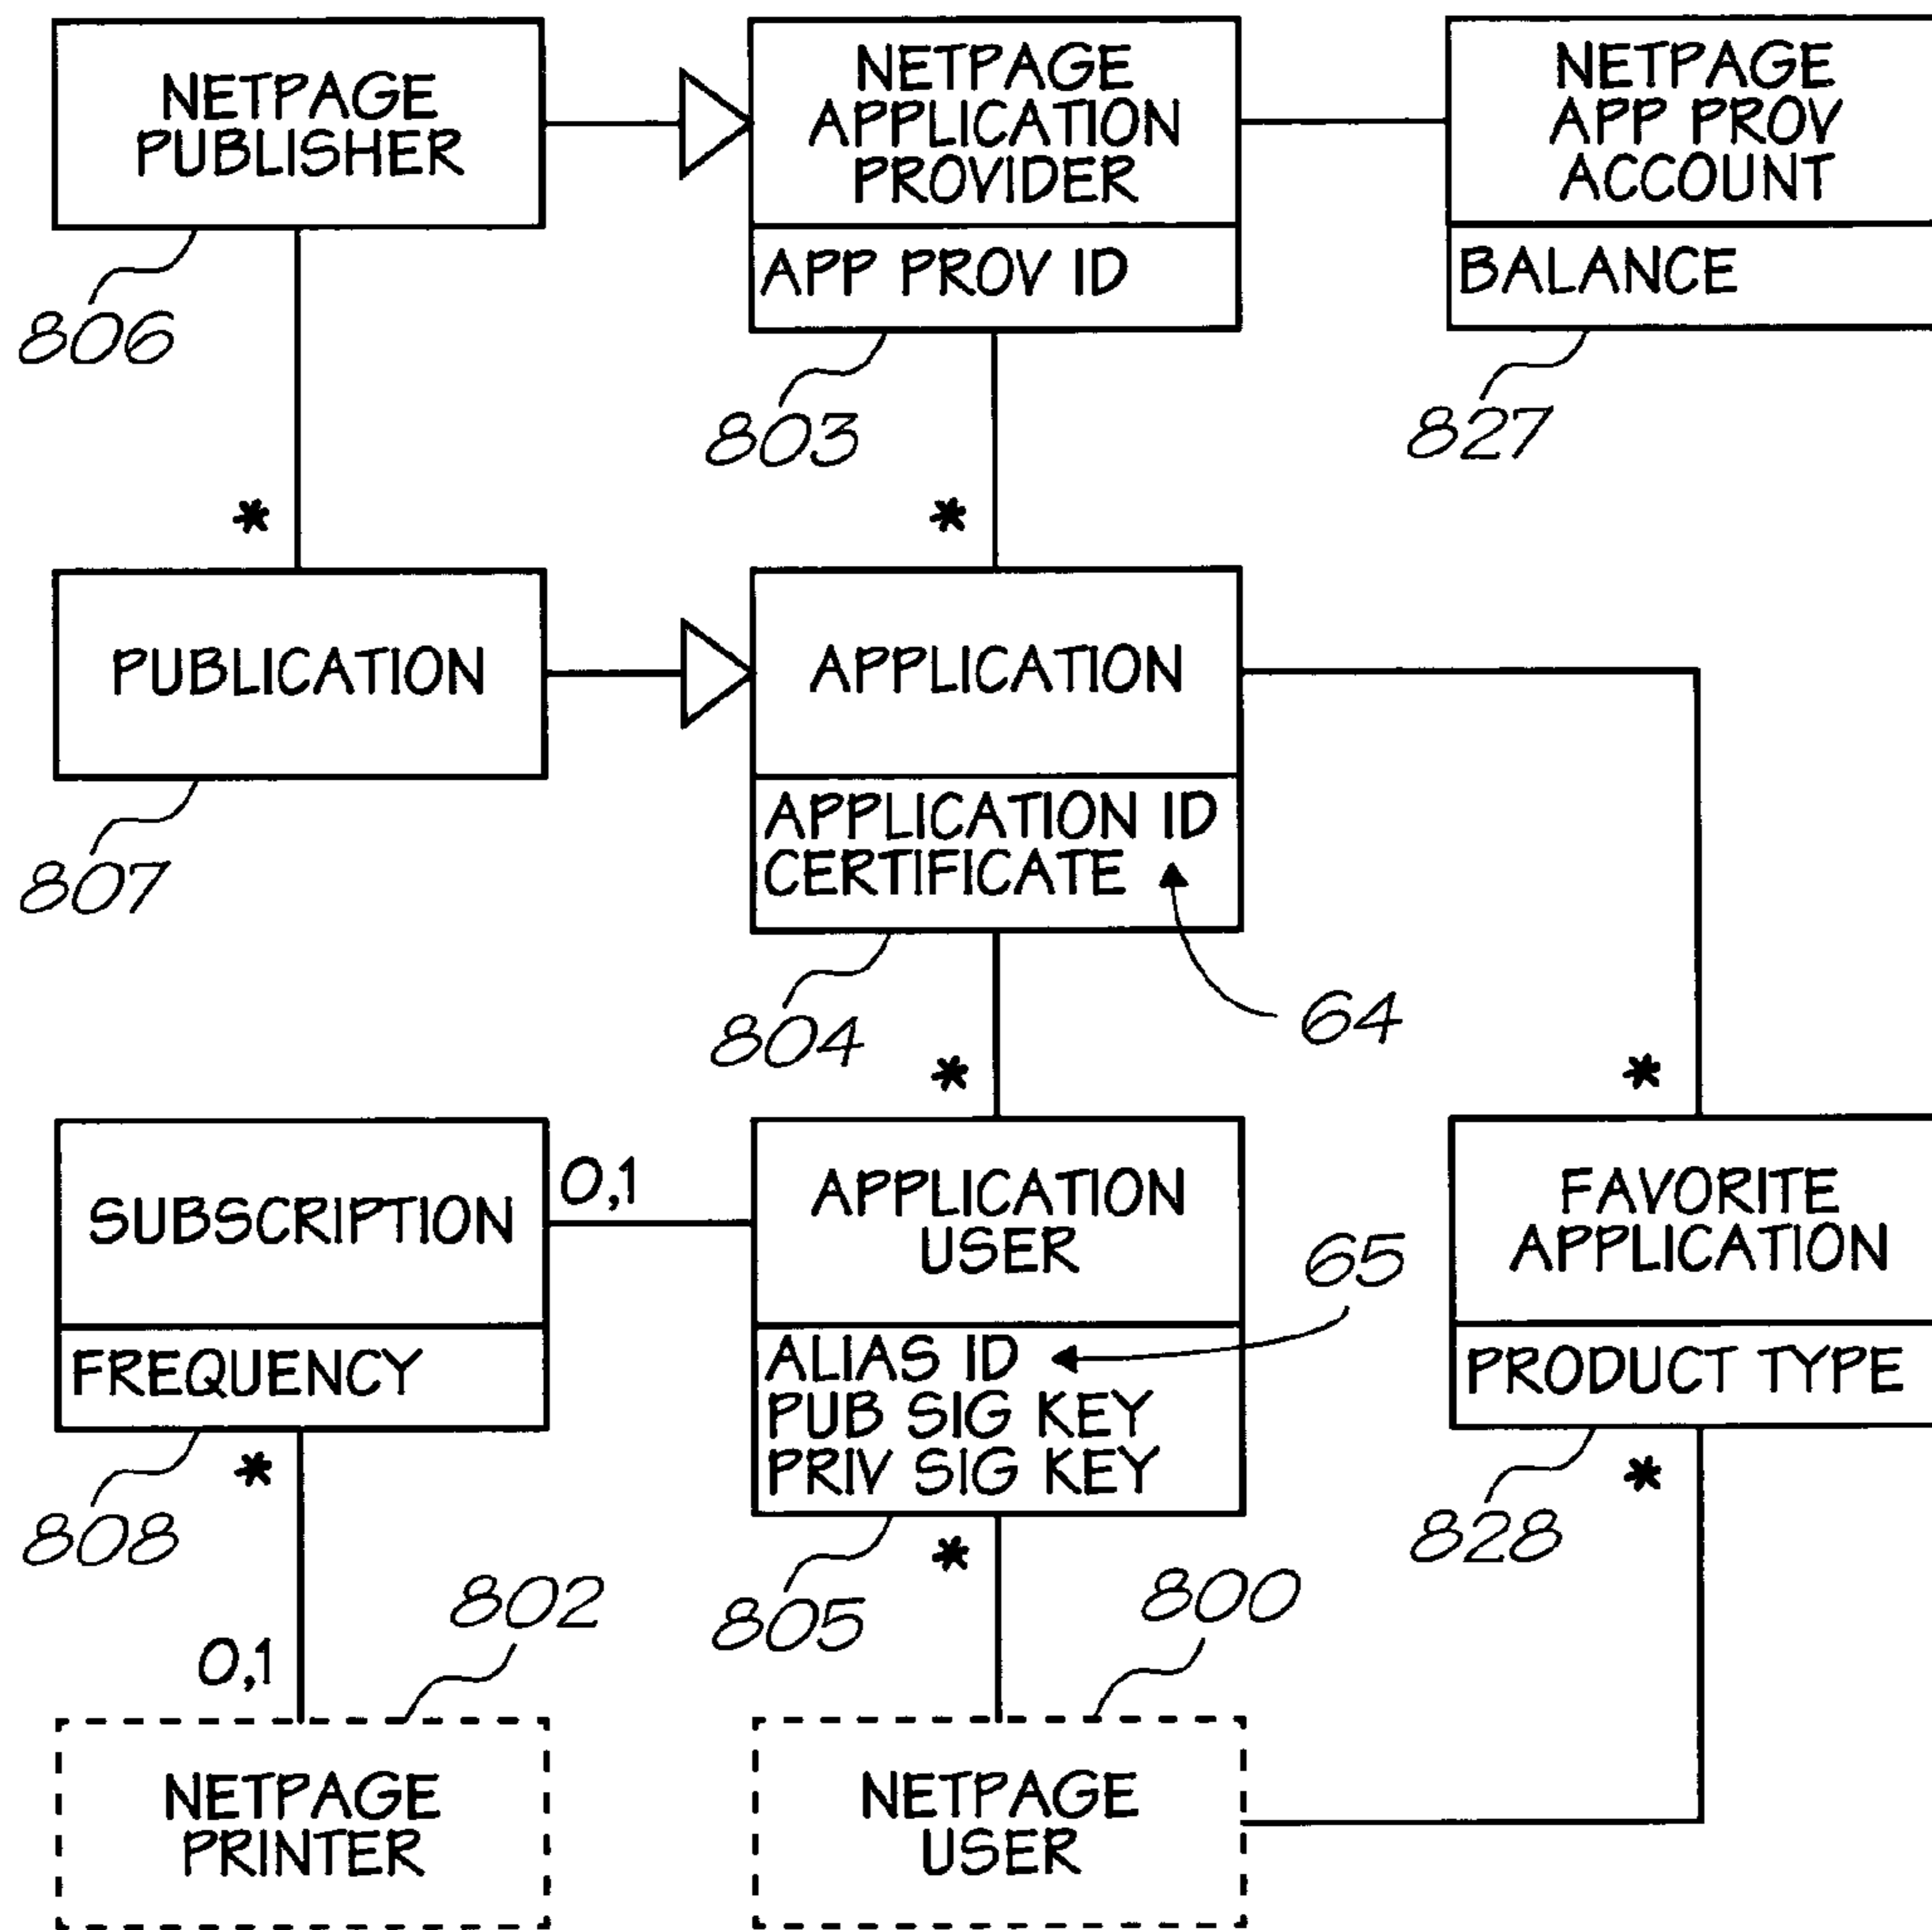 NETPAGE
PUBLISHER
NETPAGE
APPLICATION
PROVIDER
APP PROV ID
NETPAGE
APP PROV
ACCOUNT
BALANCE
806
803
827
*
*
PUBLICATION
APPLICATION
APPLICATION ID
CERTIFICATE
807
804
64
*
*
SUBSCRIPTION
FREQUENCY
0,1
APPLICATION
USER
ALIAS ID
PUB SIG KEY
PRIV SIG KEY
65
FAVORITE
APPLICATION
PRODUCT TYPE
808
*
802
0,1
805
*
800
828
*
NETPAGE
PRINTER
NETPAGE
USER